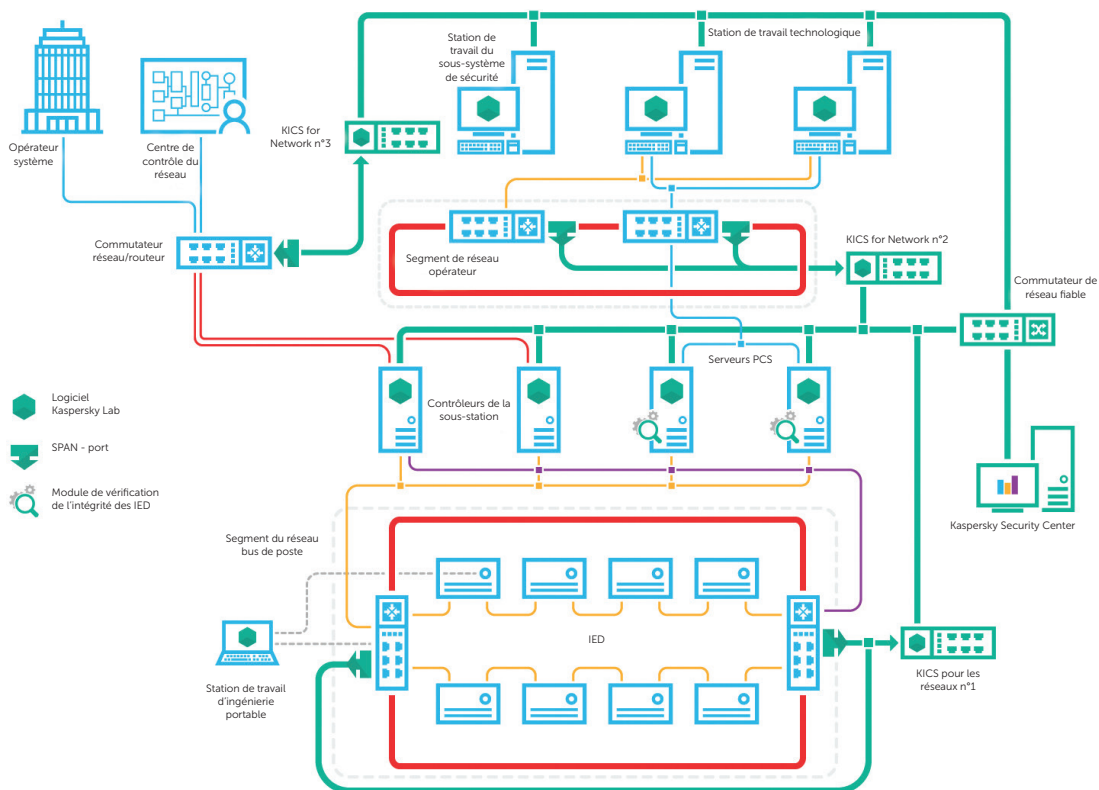 Station de
travail du
sous-système
de sécurité
Station de travail technologique
Opérateur
système
Centre de
contrôle du
réseau
KICS for
Network n°3
Commutateur
réseau/routeur
Segment de réseau
opérateur
KICS for Network n°2
Commutateur de
réseau fiable
Serveurs PCS
Contrôleurs de la
sous-station
Logiciel
Kaspersky Lab
SPAN - port
Module de vérification
de l'intégrité des IED
Kaspersky Security Center
Segment du réseau
bus de poste
IED
Station de travail
d'ingénierie
portable
KICS pour les
réseaux n°1